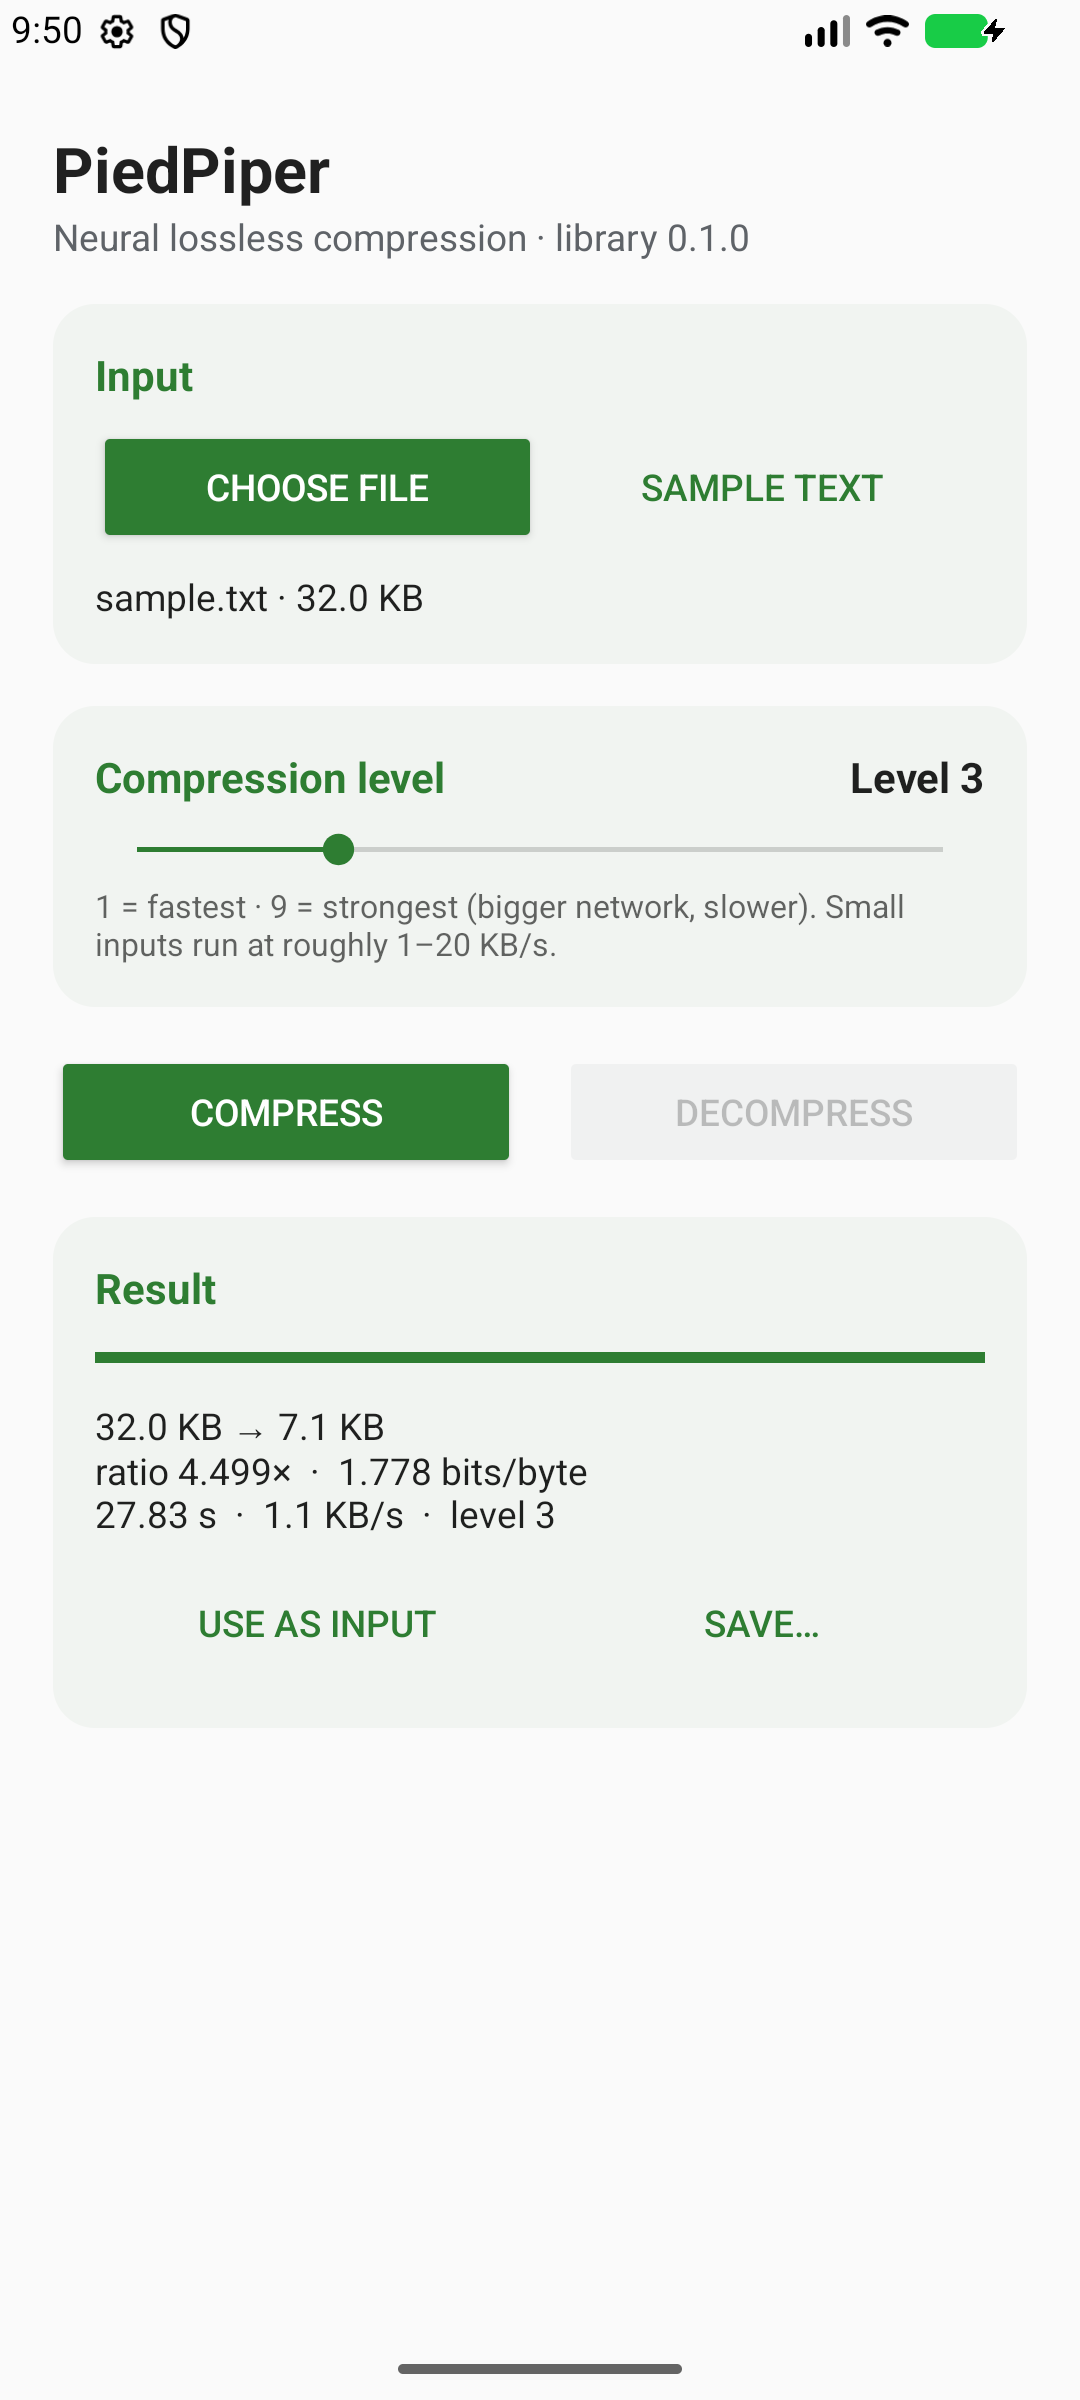 9:50
PiedPiper
Neural lossless compression · library 0.1.0
Input
CHOOSE FILE
SAMPLE TEXT
sample.txt · 32.0 KB
Compression level
Level 3
1 = fastest · 9 = strongest (bigger network, slower). Small
inputs run at roughly 1–20 KB/s.
COMPRESS
DECOMPRESS
Result
32.0 KB → 7.1 KB
ratio 4.499× · 1.778 bits/byte
27.83 s · 1.1 KB/s · level 3
USE AS INPUT
SAVE…